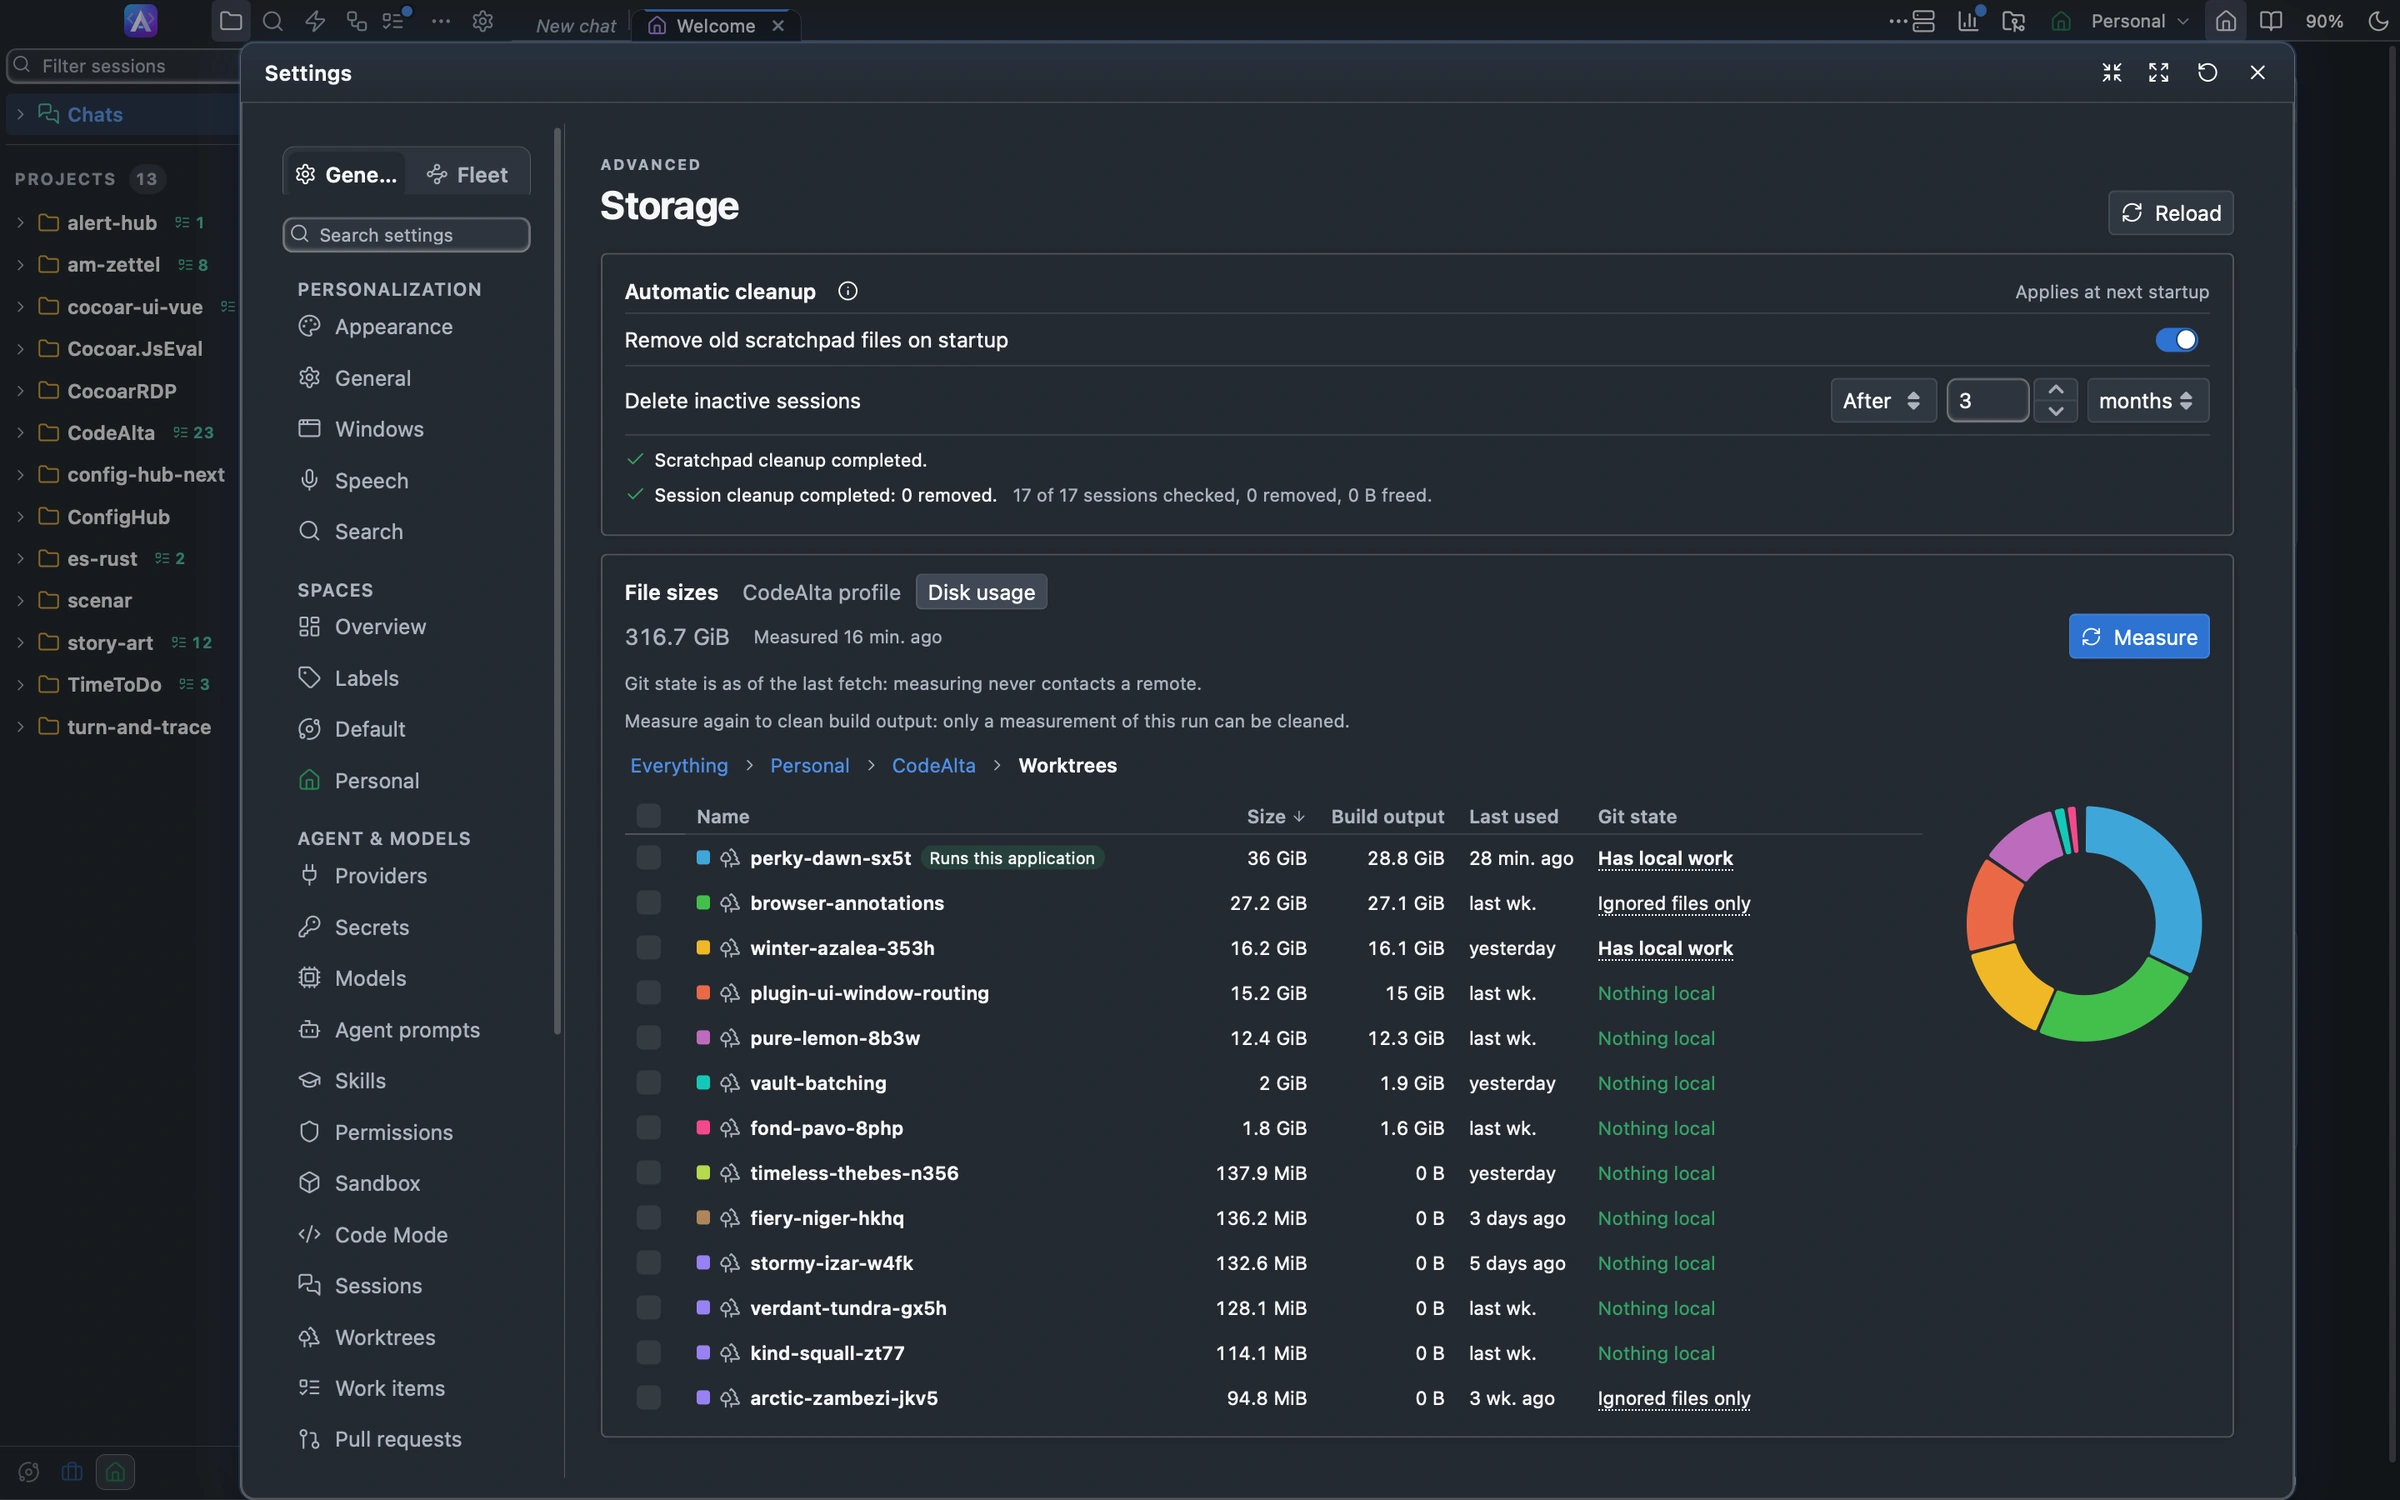 New chat
Welcome
Personal
90%
Filter sessions
Chats
PROJECTS 13
alert-hub 1
am-zettel 8
cocoar-ui-vue
Cocoar.JsEval
CocoarRDP
CodeAlta 23
config-hub-next
ConfigHub
es-rust 2
scenar
story-art 12
TimeToDo 3
turn-and-trace
Settings
Gene... Fleet
Search settings
PERSONALIZATION
Appearance
General
Windows
Speech
Search
SPACES
Overview
Labels
Default
Personal
AGENT & MODELS
Providers
Secrets
Models
Agent prompts
Skills
Permissions
Sandbox
Code Mode
Sessions
Worktrees
Work items
Pull requests
ADVANCED
Storage
Reload
Automatic cleanup Applies at next startup
Remove old scratchpad files on startup
Delete inactive sessions After 3 months
Scratchpad cleanup completed.
Session cleanup completed: 0 removed. 17 of 17 sessions checked, 0 removed, 0 B freed.
File sizes CodeAlta profile Disk usage
316.7 GiB Measured 16 min. ago
Measure
Git state is as of the last fetch: measuring never contacts a remote.
Measure again to clean build output: only a measurement of this run can be cleaned.
Everything > Personal > CodeAlta > Worktrees
Name Size ↓ Build output Last used Git state
perky-dawn-sx5t Runs this application 36 GiB 28.8 GiB 28 min. ago Has local work
browser-annotations 27.2 GiB 27.1 GiB last wk. Ignored files only
winter-azalea-353h 16.2 GiB 16.1 GiB yesterday Has local work
plugin-ui-window-routing 15.2 GiB 15 GiB last wk. Nothing local
pure-lemon-8b3w 12.4 GiB 12.3 GiB last wk. Nothing local
vault-batching 2 GiB 1.9 GiB yesterday Nothing local
fond-pavo-8php 1.8 GiB 1.6 GiB last wk. Nothing local
timeless-thebes-n356 137.9 MiB 0 B yesterday Nothing local
fiery-niger-hkhq 136.2 MiB 0 B 3 days ago Nothing local
stormy-izar-w4fk 132.6 MiB 0 B 5 days ago Nothing local
verdant-tundra-gx5h 128.1 MiB 0 B last wk. Nothing local
kind-squall-zt77 114.1 MiB 0 B last wk. Nothing local
arctic-zambezi-jkv5 94.8 MiB 0 B 3 wk. ago Ignored files only